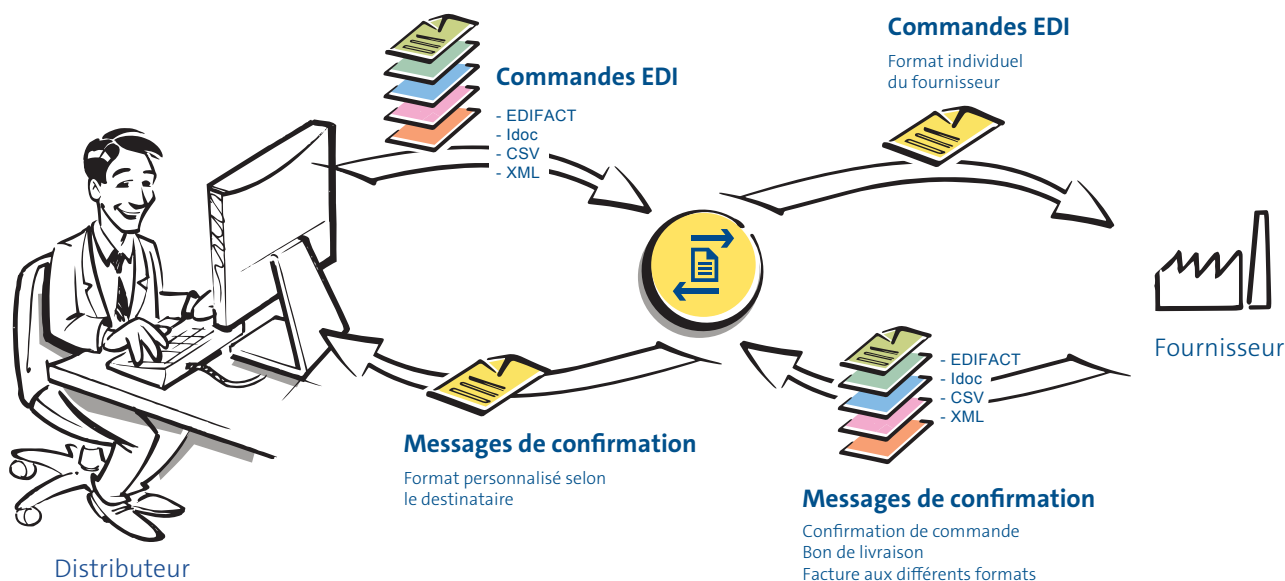 Commandes EDI
- EDIFACT
- Idoc
- CSV
- XML
Commandes EDI
Format individuel
du fournisseur
Fournisseur
- EDIFACT
- Idoc
- CSV
- XML
Messages de confirmation
Format personnalisé selon
le destinataire
Messages de confirmation
Confirmation de commande
Bon de livraison
Facture aux différents formats
Distributeur